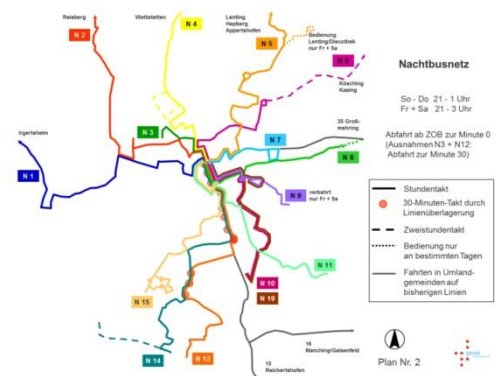 Reisberg
N 2
Wettstetten
N 4
Lenting
Hepberg
Appertshofen
N 5
Bedienung
Lenting/Discothek
nur Fr + Sa
N 6
Kösching
Kasing
Nachtbusnetz
So - Do 21 - 1 Uhr
Fr + Sa 21 - 3 Uhr
Abfahrt ab ZOB zur Minute 0
(Ausnahmen N3 + N12:
Abfahrt zur Minute 30)
Irgertsheim
N 1
N 3
N 7
25 Groß-
mehring
N 8
N 9
verkehrt
nur Fr + Sa
N 11
N 10
N 19
N 15
N 14
N 12
16
Manching/Geisenfeld
Reichertshofen
Stundentakt
30-Minuten-Takt durch
Linienüberlagerung
Zweistundentakt
Bedienung nur
an bestimmten Tagen
Fahrten in Umland-
gemeinden auf
bisherigen Linien
Plan Nr. 2